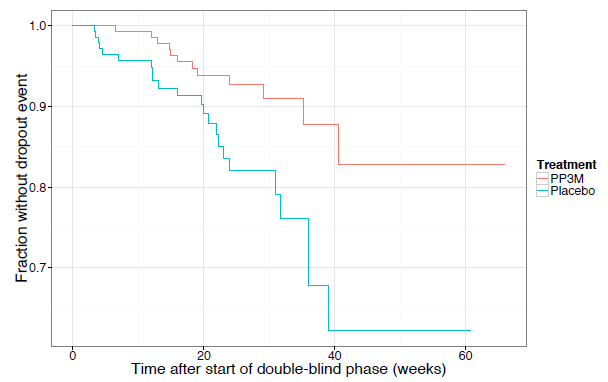 Fraction without dropout event
1.0
0.9
0.8
0.7
0
20
40
60
Time after start of double-blind phase (weeks)
Treatment
PP3M
Placebo